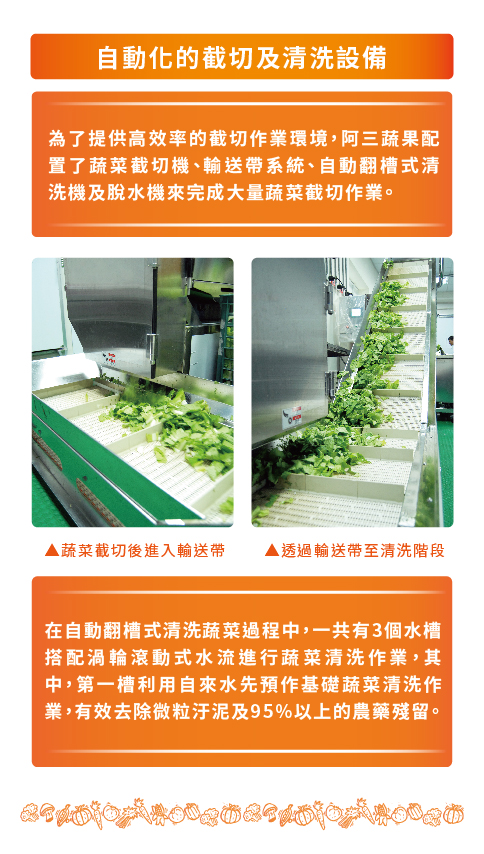 自動化的截切及清洗設備
為了提供高效率的截切作業環境，阿三蔬果配
置了蔬菜截切機、輸送帶系統、自動翻槽式清
洗機及脫水機來完成大量蔬菜截切作業。
▲蔬菜截切後進入輸送帶
▲透過輸送帶至清洗階段
在自動翻槽式清洗蔬菜過程中，一共有3個水槽
搭配渦輪滾動式水流進行蔬菜清洗作業，其
中，第一槽利用自來水先預作基礎蔬菜清洗作
業，有效去除微粒汙泥及95%以上的農藥殘留。